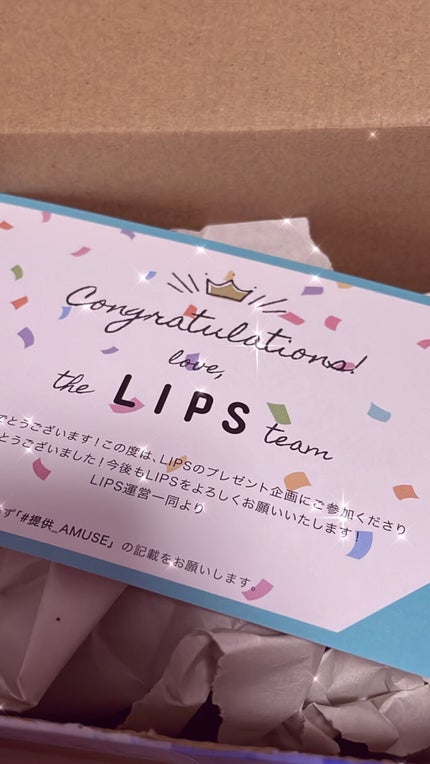 Congratulations!
love,
the LIPS team
でとうございます！この度は、LIPSのプレゼント企画にご参加くださり
とうございました！今後もLIPSをよろしくお願いいたします！
LIPS運営一同より
ず「#提供_AMUSE」の記載をお願いします。